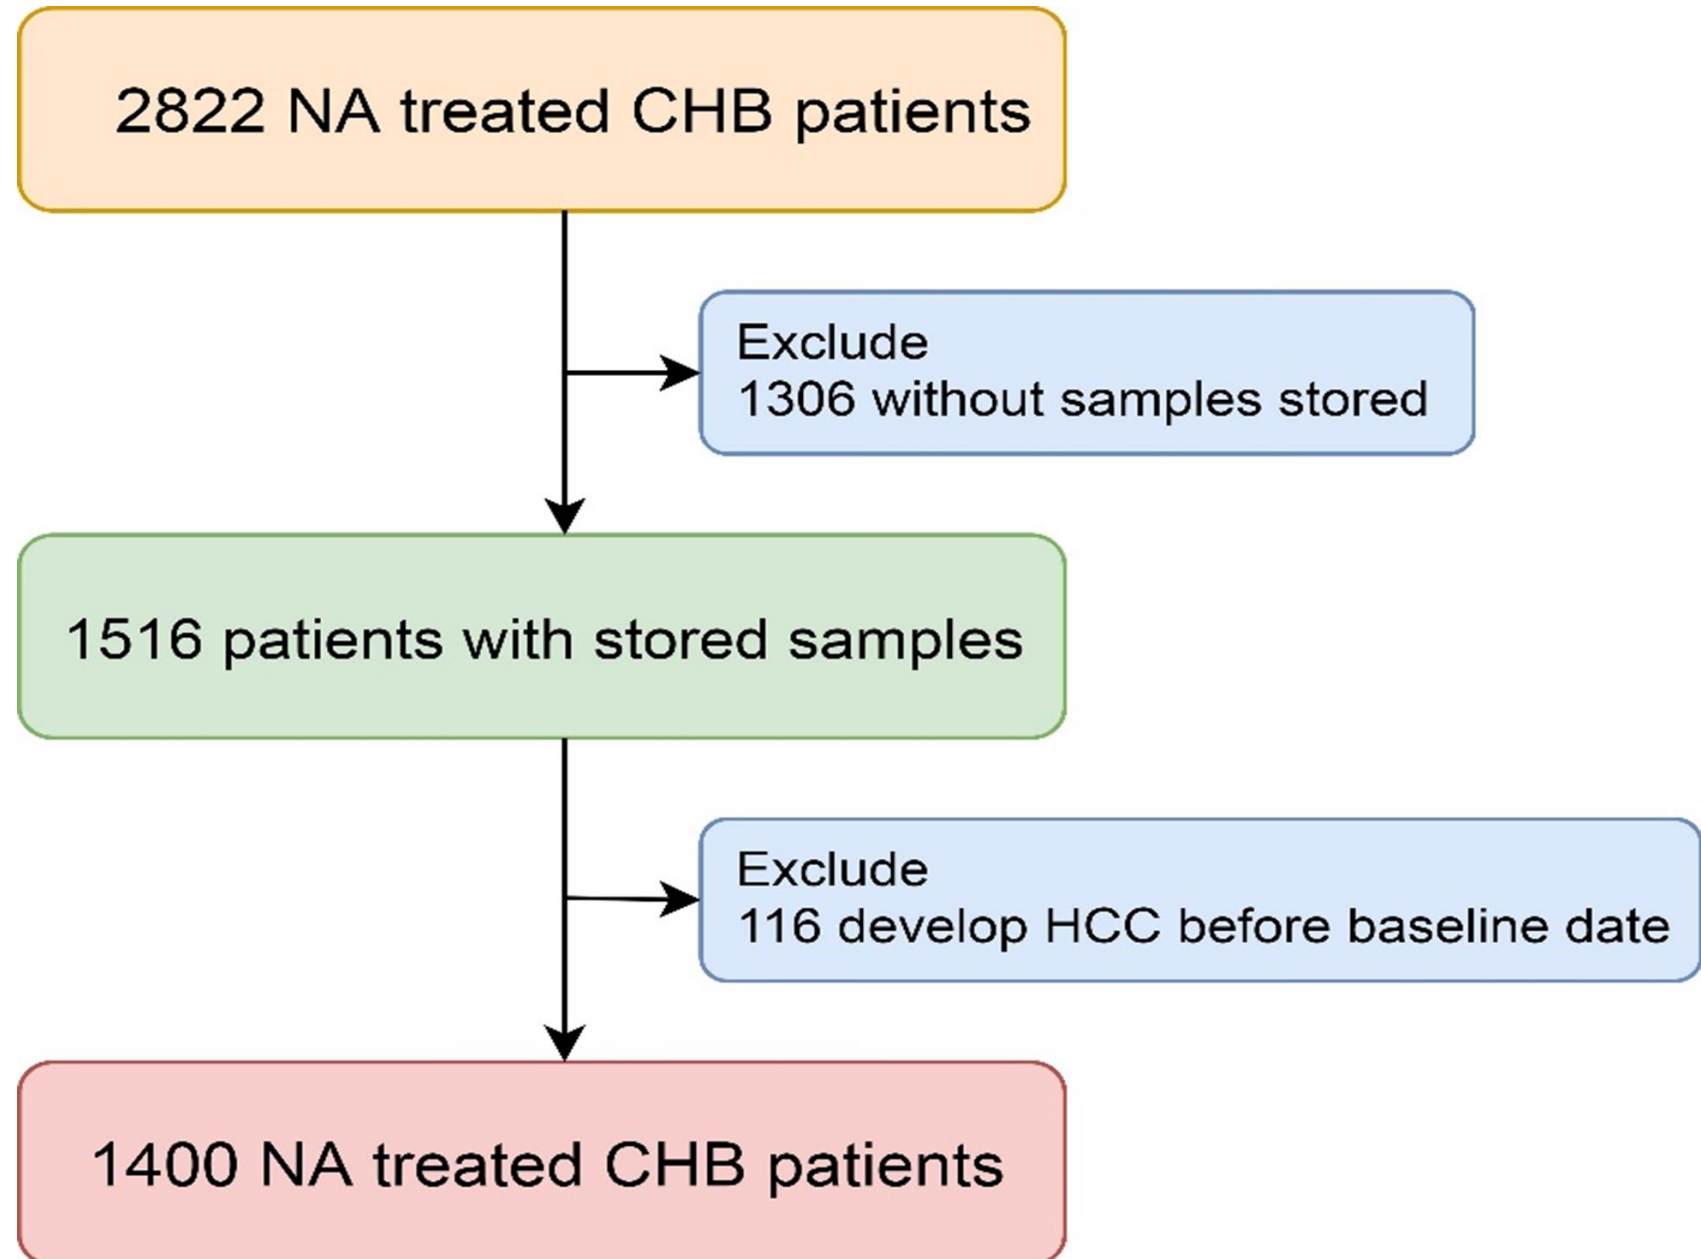 2822 NA treated CHB patients
Exclude
1306 without samples stored
1516 patients with stored samples
Exclude
116 develop HCC before baseline date
1400 NA treated CHB patients